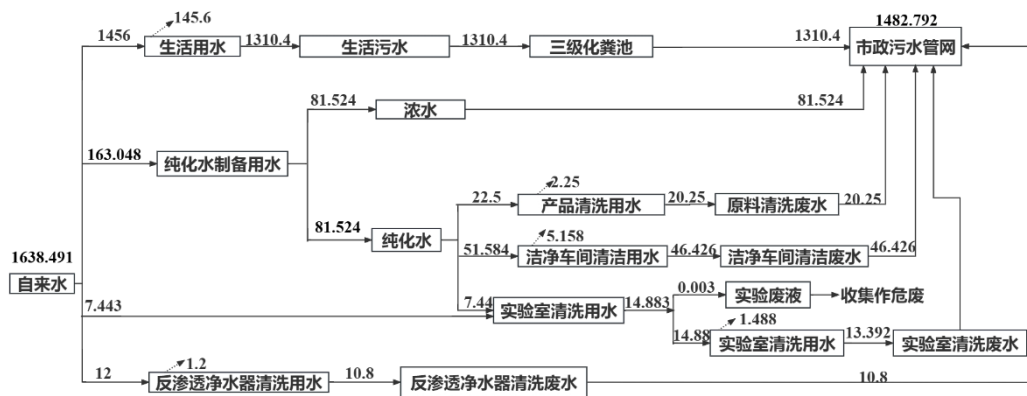 145.6
1456
生活用水
1310.4
生活污水
1310.4
三级化粪池
1310.4
1482.792
市政污水管网
81.524
浓水
81.524
163.048
纯化水制备用水
81.524
纯化水
22.5
2.25
产品清洗用水
20.25
原料清洗废水
20.25
51.584
5.158
洁净车间清洁用水
46.426
洁净车间清洁废水
46.426
1638.491
自来水
7.443
7.44
实验室清洗用水
14.883
0.003
实验废液
收集作危废
14.88
1.488
实验室清洗用水
13.392
实验室清洗废水
12
1.2
反渗透净水器清洗用水
10.8
反渗透净水器清洗废水
10.8